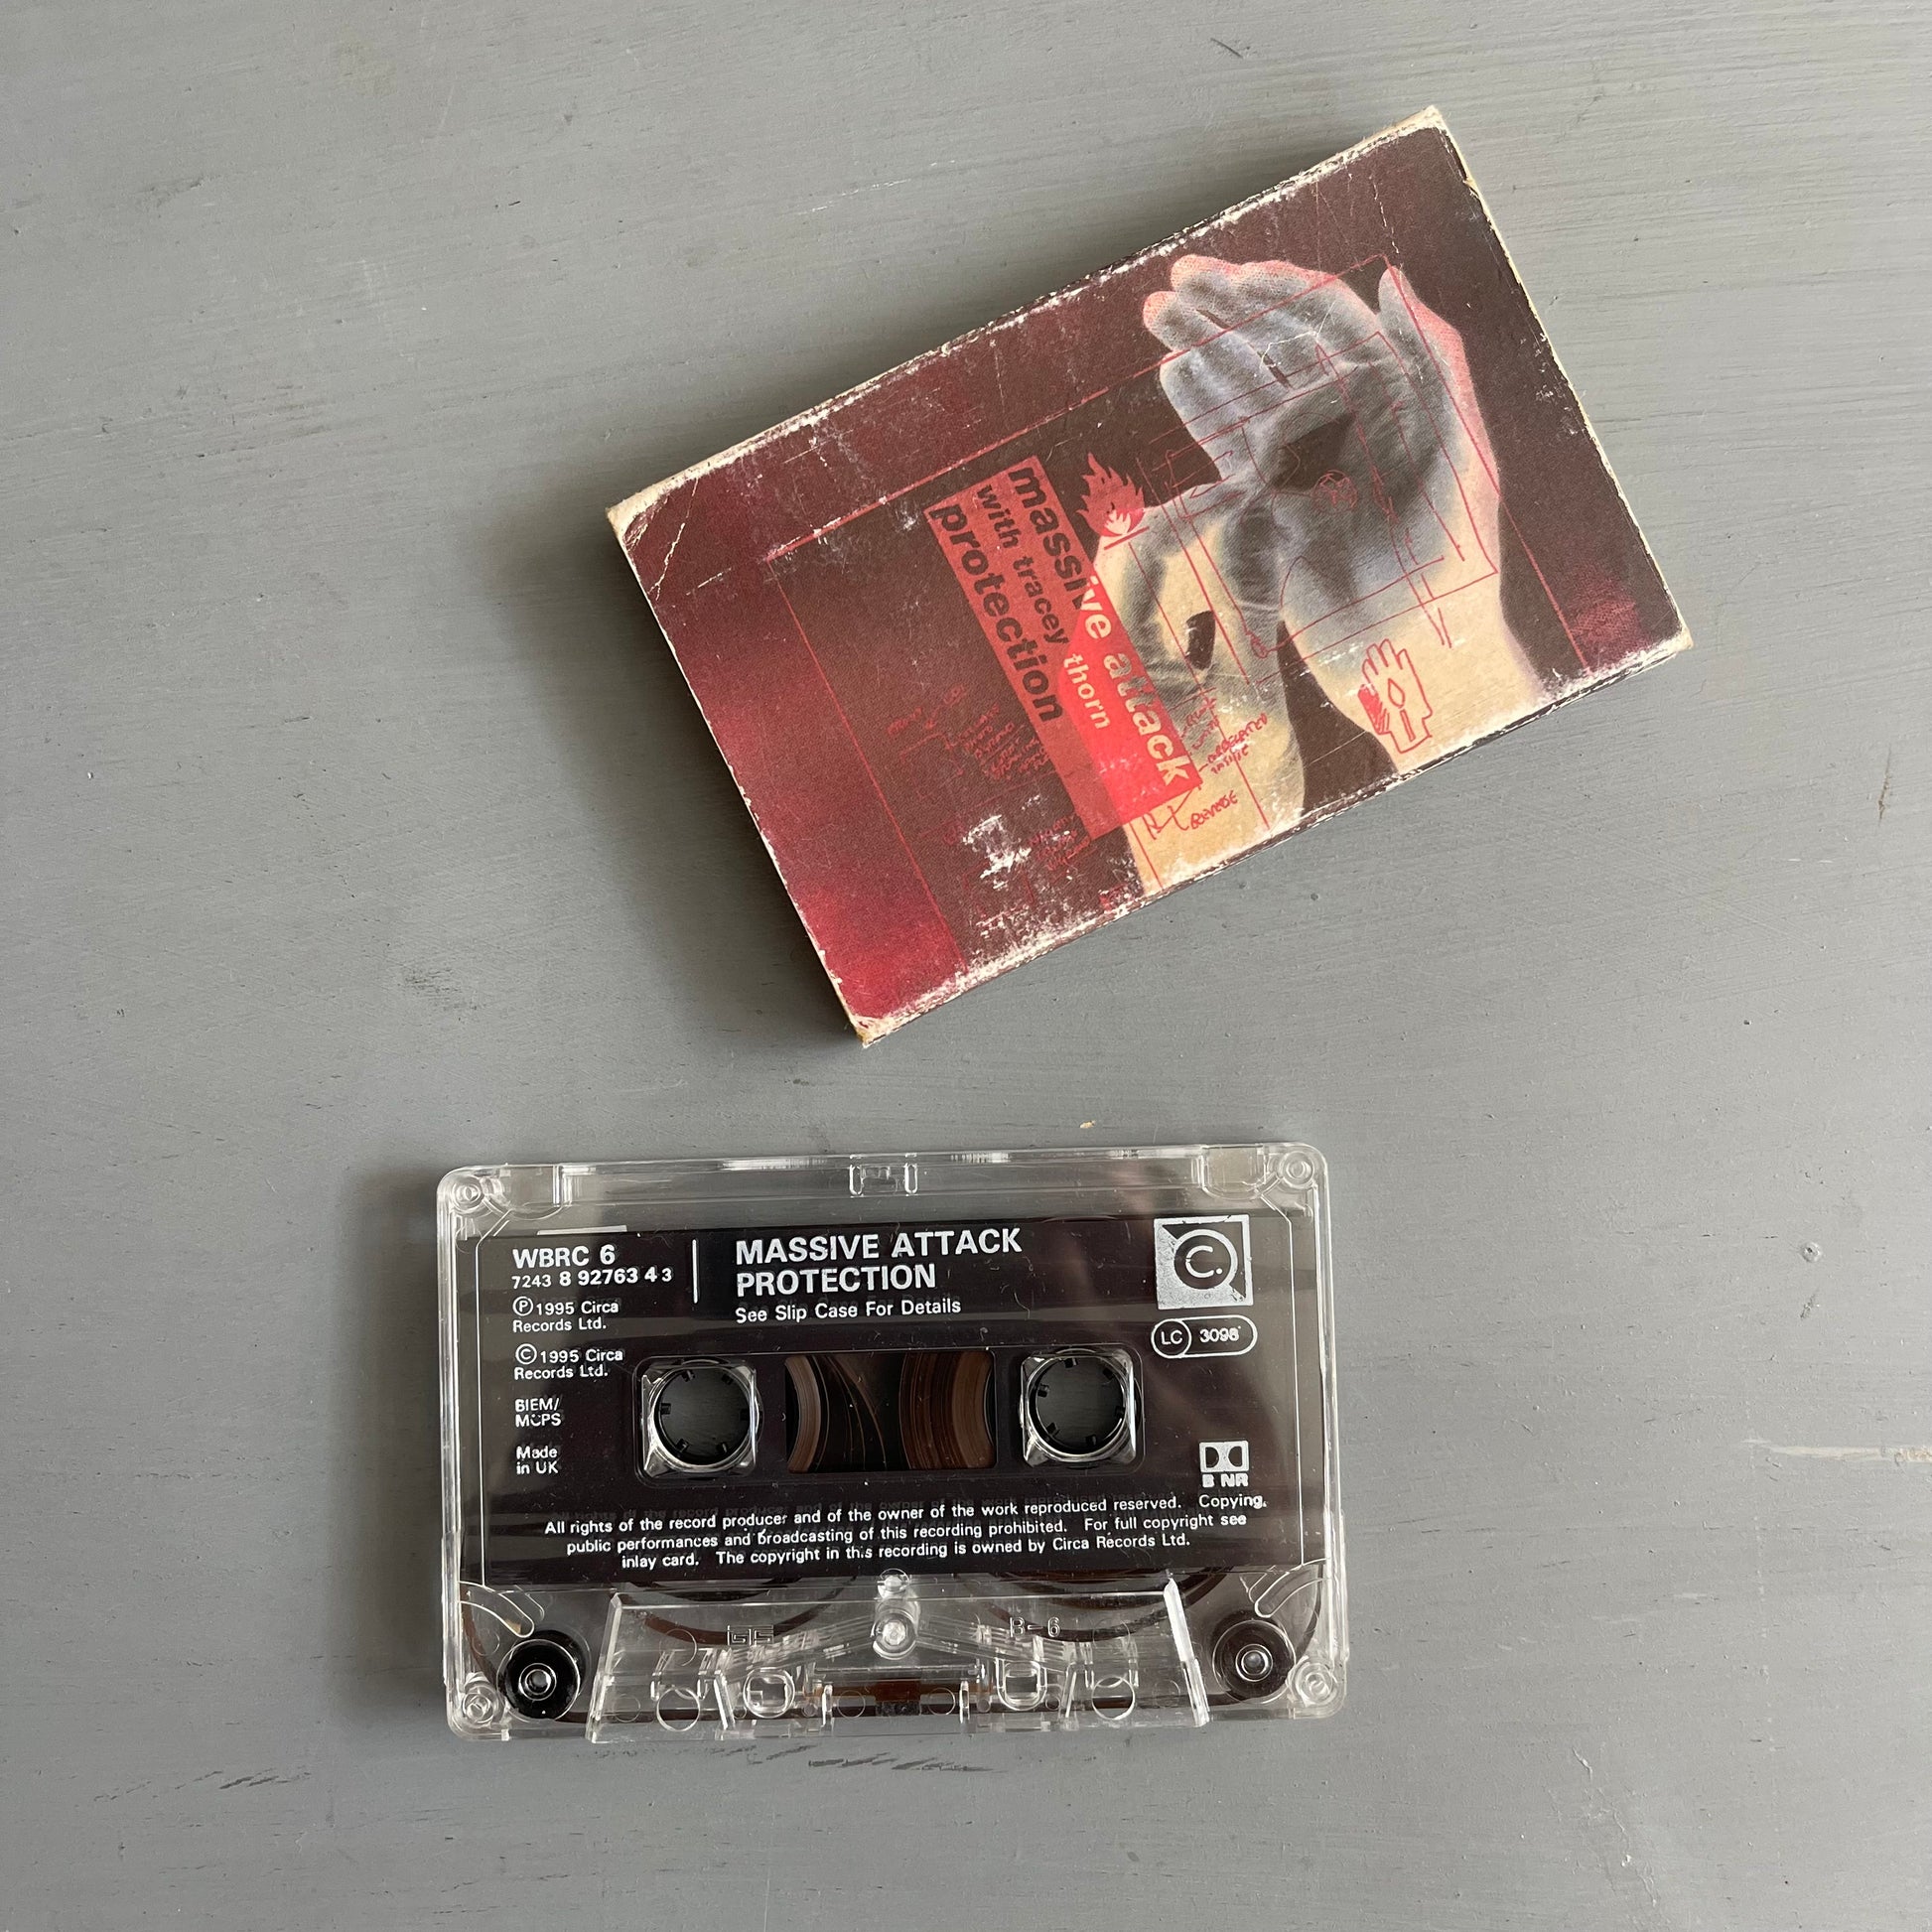 massive attack
with tracey thorn
protection
REVERSE
WBRC 6
7243 8 92763 4 3
Ⓟ 1995 Circa
Records Ltd.
© 1995 Circa
Records Ltd.
BIEM/
MCPS
Made
in UK
MASSIVE ATTACK
PROTECTION
See Slip Case For Details
C.
LC 3098
B NR
All rights of the record producer and of the owner of the work reproduced reserved. Copying,
public performances and broadcasting of this recording prohibited. For full copyright see
inlay card. The copyright in this recording is owned by Circa Records Ltd.
B-6